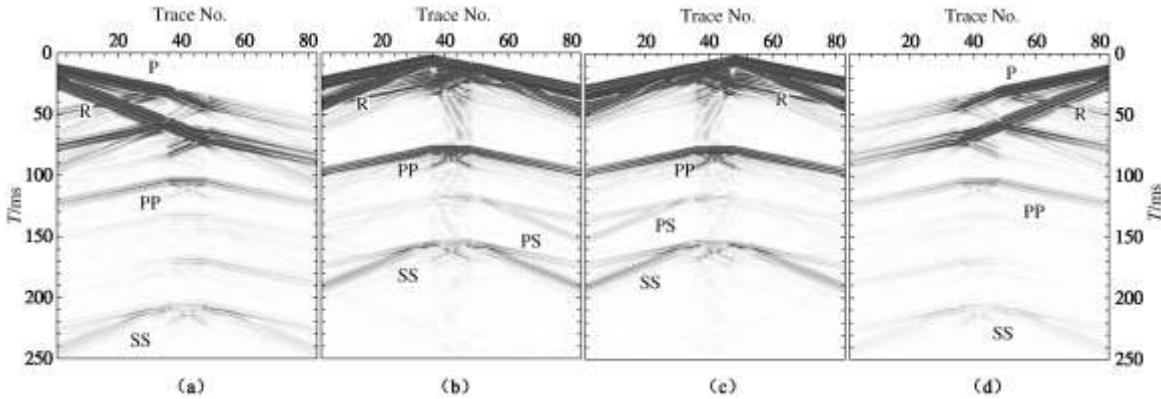 Trace No. Trace No. Trace No. Trace No.
20 40 60 80 20 40 60 80 20 40 60 80 20 40 60 80
0 0
P P
R R R R
50 50
PP PP
100 100
PP PP
PS PS
150 150
SS SS
200 200
SS SS
250 250
T/ms T/ms
(a) (b) (c) (d)